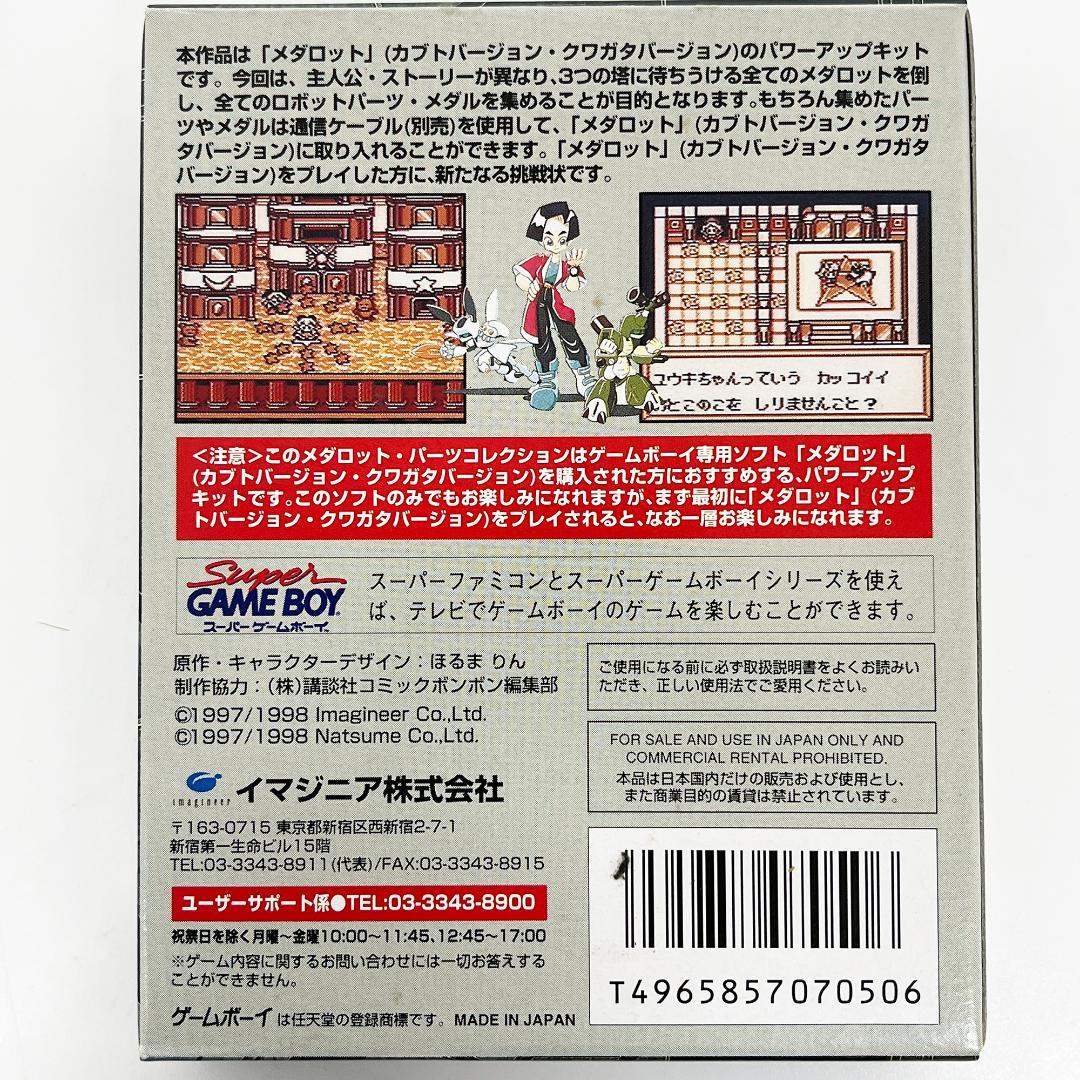 本作品は「メダロット」(カブトバージョン・クワガタバージョン)のパワーアップキット
です。今回は、主人公・ストーリーが異なり、3つの塔に待ちうける全てのメダロットを倒
し、全てのロボットパーツ・メダルを集めることが目的となります。もちろん集めたパー
ツやメダルは通信ケーブル(別売)を使用して、「メダロット」(カブトバージョン・クワガ
タバージョン)に取り入れることができます。「メダロット」(カブトバージョン・クワガタ
バージョン)をプレイした方に、新たなる挑戦状です。
ユウキちゃんっていう カッコイイ
おとこのこを しりませんこと?
<注意>このメダロット・パーツコレクションはゲームボーイ専用ソフト「メダロット」
(カブトバージョン・クワガタバージョン)を購入された方におすすめする、パワーアップ
キットです。このソフトのみでもお楽しみになれますが、まず最初に「メダロット」(カブ
トバージョン・クワガタバージョン)をプレイされると、なお一層お楽しみになれます。
Super
GAME BOY
スーパーゲームボーイ
スーパーファミコンとスーパーゲームボーイシリーズを使え
ば、テレビでゲームボーイのゲームを楽しむことができます。
原作・キャラクターデザイン:ほるま りん
制作協力:(株)講談社コミックボンボン編集部
©1997/1998 Imagineer Co.,Ltd.
©1997/1998 Natsume Co.,Ltd.
imagineer イマジニア株式会社
〒163-0715 東京都新宿区西新宿2-7-1
新宿第一生命ビル15階
TEL:03-3343-8911(代表)/FAX:03-3343-8915
ユーザーサポート係●TEL:03-3343-8900
祝祭日を除く月曜~金曜10:00~11:45、12:45~17:00
※ゲーム内容に関するお問い合わせには一切お答えする
ことができません。
ゲームボーイ は任天堂の登録商標です。 MADE IN JAPAN
ご使用になる前に必ず取扱説明書をよくお読みい
ただき、正しい使用法でご愛用ください。
FOR SALE AND USE IN JAPAN ONLY AND
COMMERCIAL RENTAL PROHIBITED.
本品は日本国内だけの販売および使用とし、
また商業目的の賃貸は禁止されています。
T4965857070506